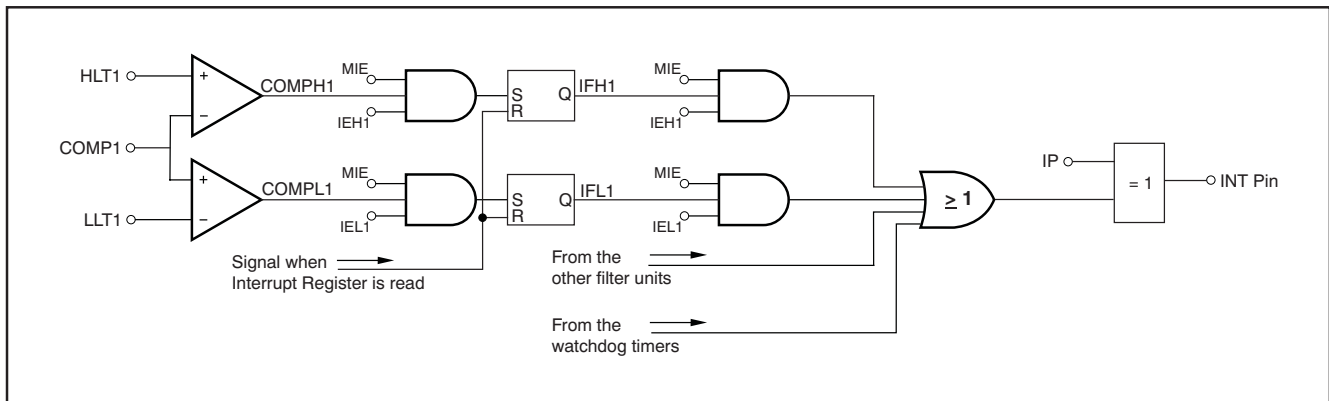 HLT1
+
−
COMPH1
MIE
IEH1
S
R
Q
IFH1
MIE
IEH1
COMP1
+
−
COMPL1
LLT1
MIE
IEL1
S
R
Q
IFL1
MIE
IEL1
≥ 1
IP
= 1
INT Pin
Signal when
Interrupt Register is read
From the
other filter units
From the
watchdog timers